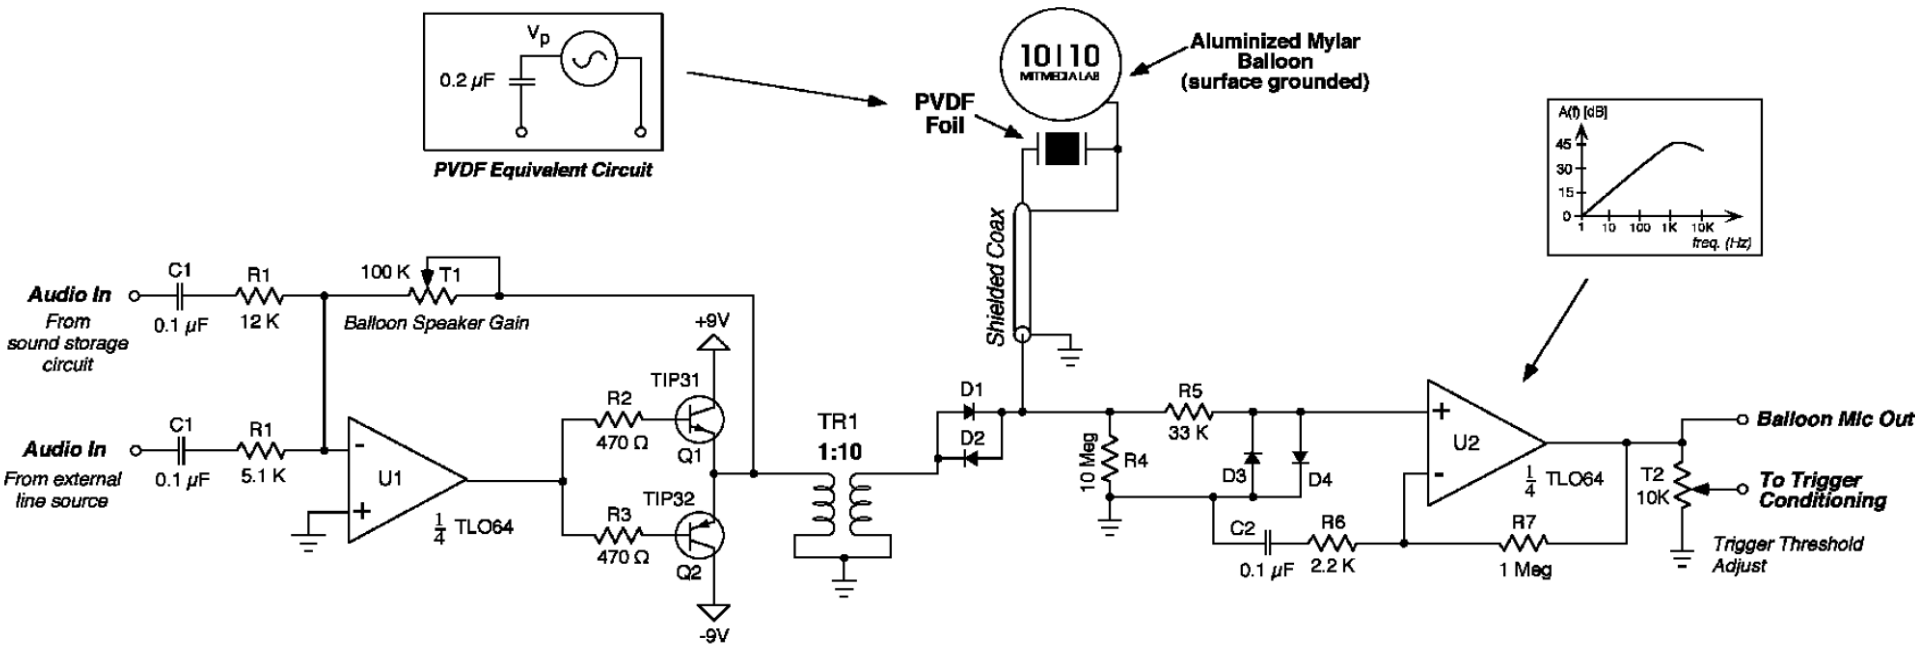 Vp
0.2 µF
PVDF Equivalent Circuit
10|10
MIT MEDIA LAB
Aluminized Mylar
Balloon
(surface grounded)
PVDF
Foil
Shielded Coax
A(f) [dB]
45
30
15
0
1 10 100 1K 10K
freq. (Hz)
Audio In
From
sound storage
circuit
C1
0.1 µF
R1
12 K
100 K
T1
Balloon Speaker Gain
Audio In
From external
line source
C1
0.1 µF
R1
5.1 K
-
+
U1
1/4 TLO64
R2
470 Ω
R3
470 Ω
+9V
TIP31
Q1
TIP32
Q2
-9V
TR1
1:10
D1
D2
10 Meg
R4
R5
33 K
D3
D4
C2
0.1 µF
R6
2.2 K
R7
1 Meg
+
-
U2
1/4 TLO64
Balloon Mic Out
T2
10K
To Trigger
Conditioning
Trigger Threshold
Adjust